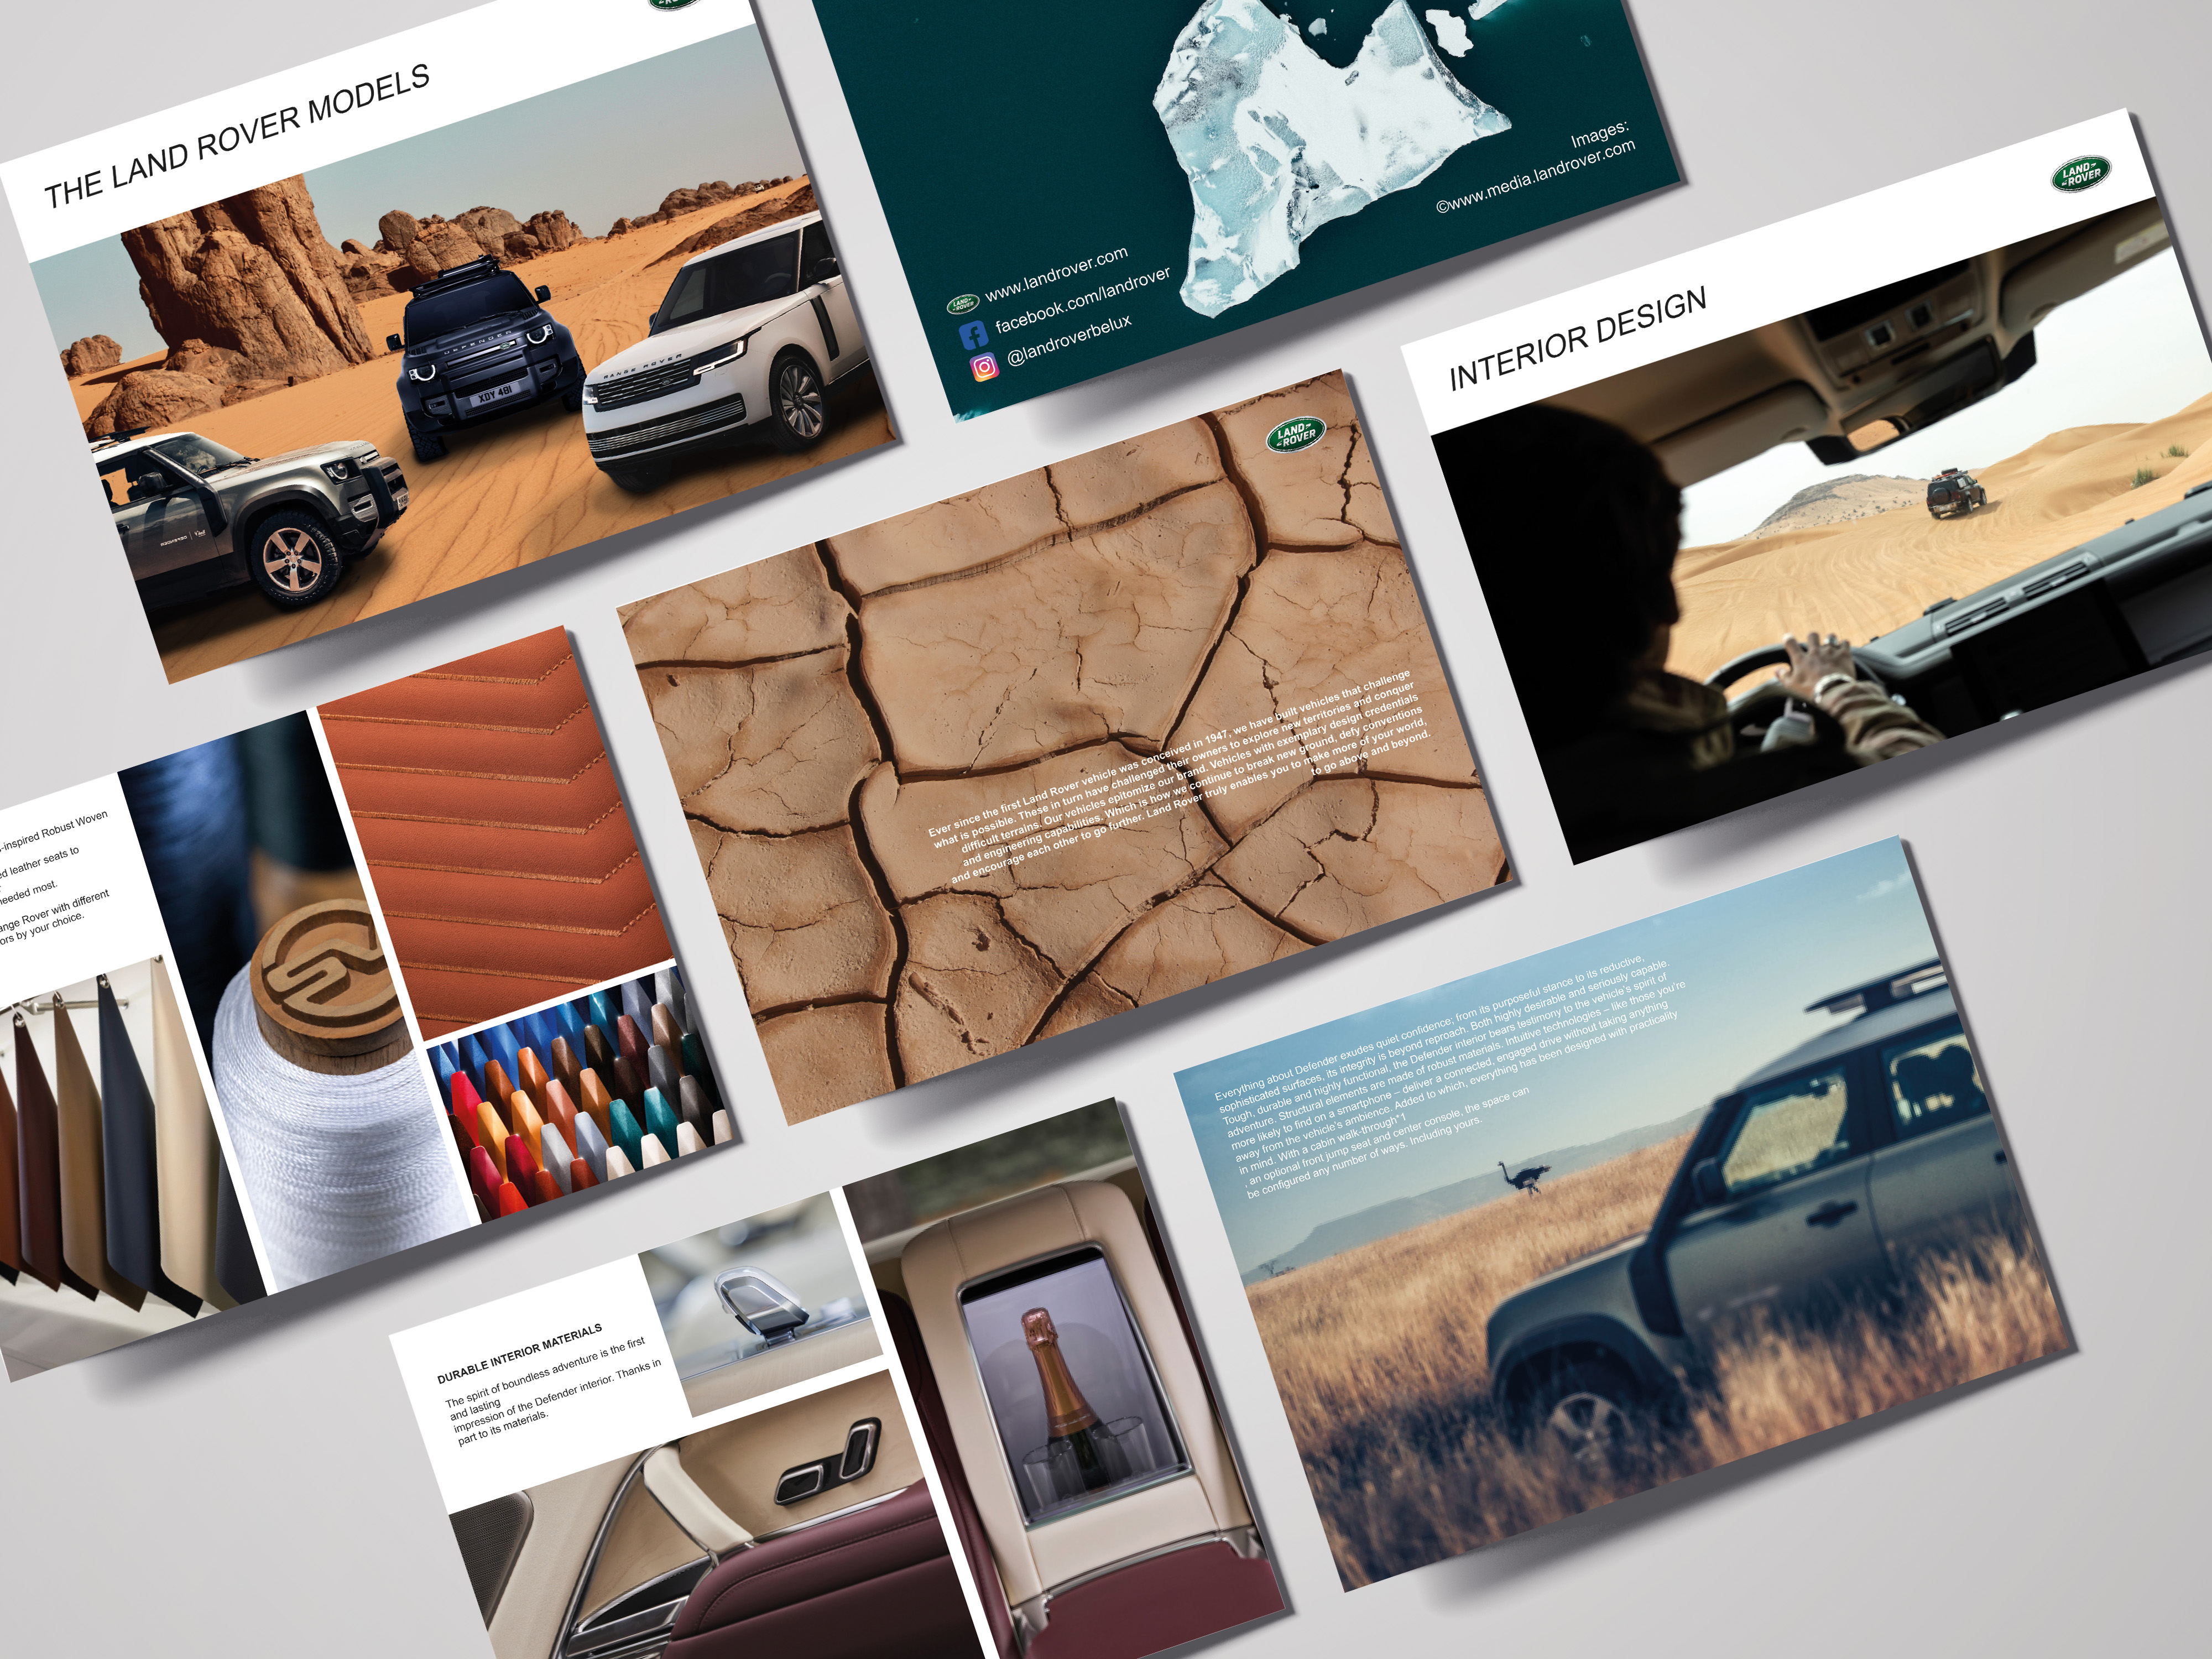 THE LAND ROVER MODELS
DEFENDER
XDY 481
RANGE ROVER
DEFENDER
Images:
©www.media.landrover.com
LAND
ROVER
www.landrover.com
facebook.com/landrover
@landroverbelux
LAND
ROVER
INTERIOR DESIGN
LAND
ROVER
Ever since the first Land Rover vehicle was conceived in 1947, we have built vehicles that challenge
what is possible. These in turn have challenged their owners to explore new territories and conquer
difficult terrains. Our vehicles epitomize our brand. Vehicles with exemplary design credentials
and engineering capabilities. Which is how we continue to break new ground, defy conventions
and encourage each other to go further. Land Rover truly enables you to make more of your world,
to go above and beyond.
-inspired Robust Woven
ed leather seats to
needed most.
ange Rover with different
ors by your choice.
SV
Everything about Defender exudes quiet confidence; from its purposeful stance to its reductive,
sophisticated surfaces, its integrity is beyond reproach. Both highly desirable and seriously capable.
Tough, durable and highly functional, the Defender interior bears testimony to the vehicle's spirit of
adventure. Structural elements are made of robust materials. Intuitive technologies – like those you're
more likely to find on a smartphone – deliver a connected, engaged drive without taking anything
away from the vehicle's ambience. Added to which, everything has been designed with practicality
in mind. With a cabin walk-through*1
, an optional front jump seat and center console, the space can
be configured any number of ways. Including yours.
DURABLE INTERIOR MATERIALS
The spirit of boundless adventure is the first
and lasting
impression of the Defender interior. Thanks in
part to its materials.